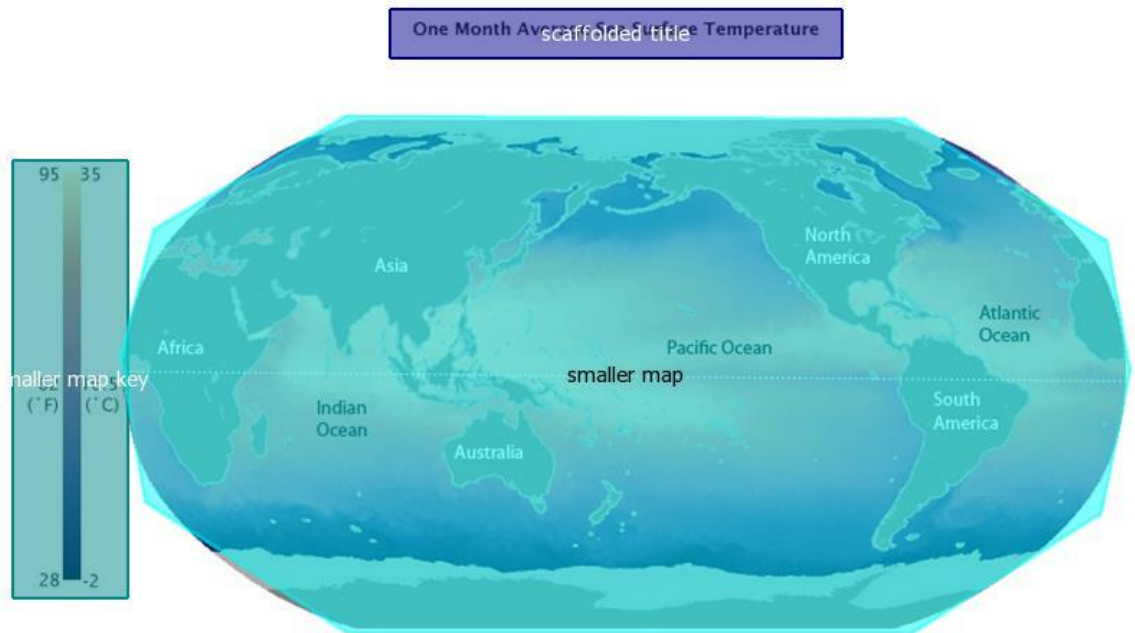 One Month Average Sea Surface Temperature
scaffolded title
95 35
Asia
North
America
Atlantic
Ocean
Africa
Pacific Ocean
smaller map
maller map key
(°F) (°C)
Indian
Ocean
South
America
Australia
28 -2